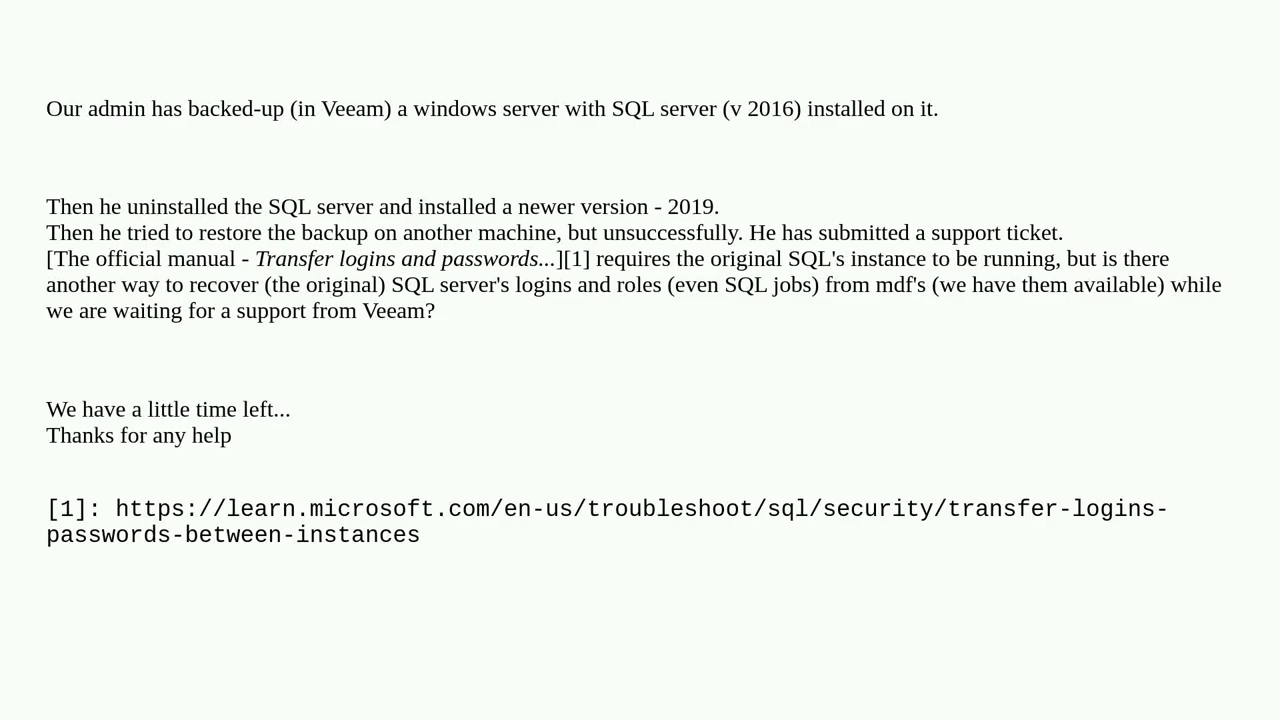 Our admin has backed-up (in Veeam) a windows server with SQL server (v 2016) installed on it.
Then he uninstalled the SQL server and installed a newer version - 2019.
Then he tried to restore the backup on another machine, but unsuccessfully. He has submitted a support ticket.
[The official manual - Transfer logins and passwords...][1] requires the original SQL's instance to be running, but is there
another way to recover (the original) SQL server's logins and roles (even SQL jobs) from mdf's (we have them available) while
we are waiting for a support from Veeam?
We have a little time left...
Thanks for any help
[1]: https://learn.microsoft.com/en-us/troubleshoot/sql/security/transfer-logins-
passwords-between-instances